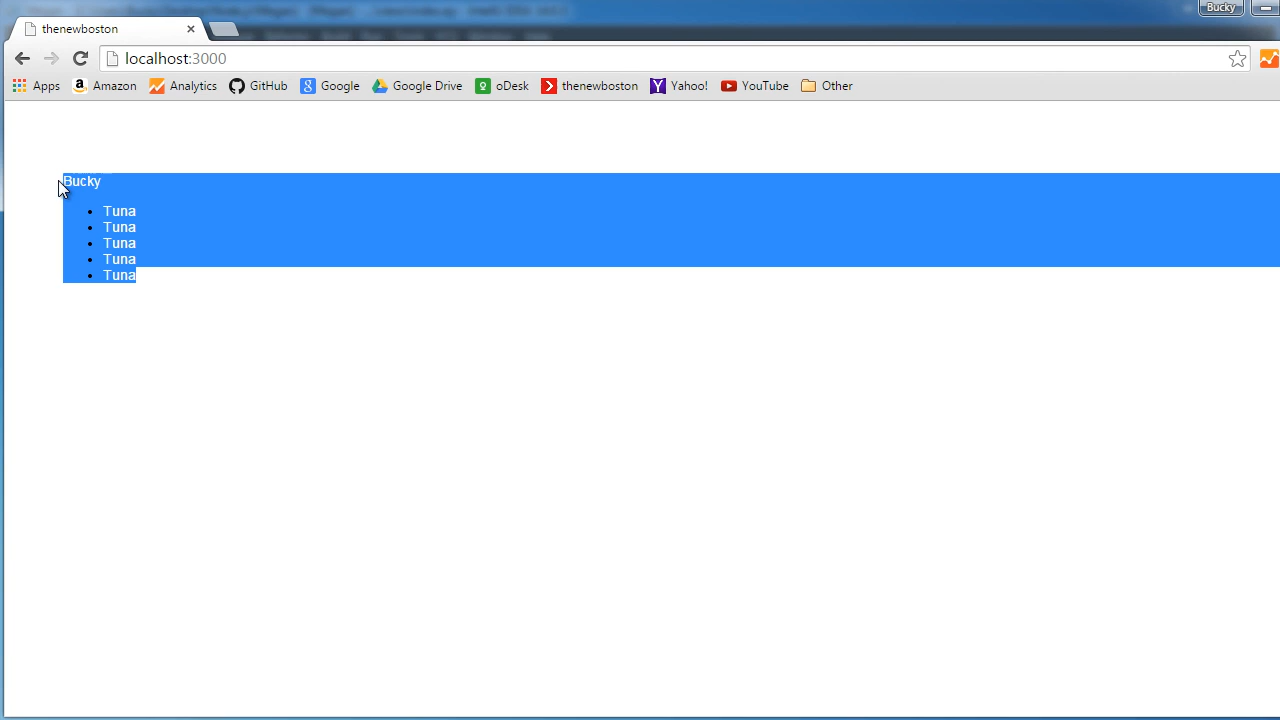 Bucky
thenewboston
localhost:3000
Apps Amazon Analytics GitHub Google Google Drive oDesk thenewboston Yahoo! YouTube Other
Bucky
Tuna
Tuna
Tuna
Tuna
Tuna